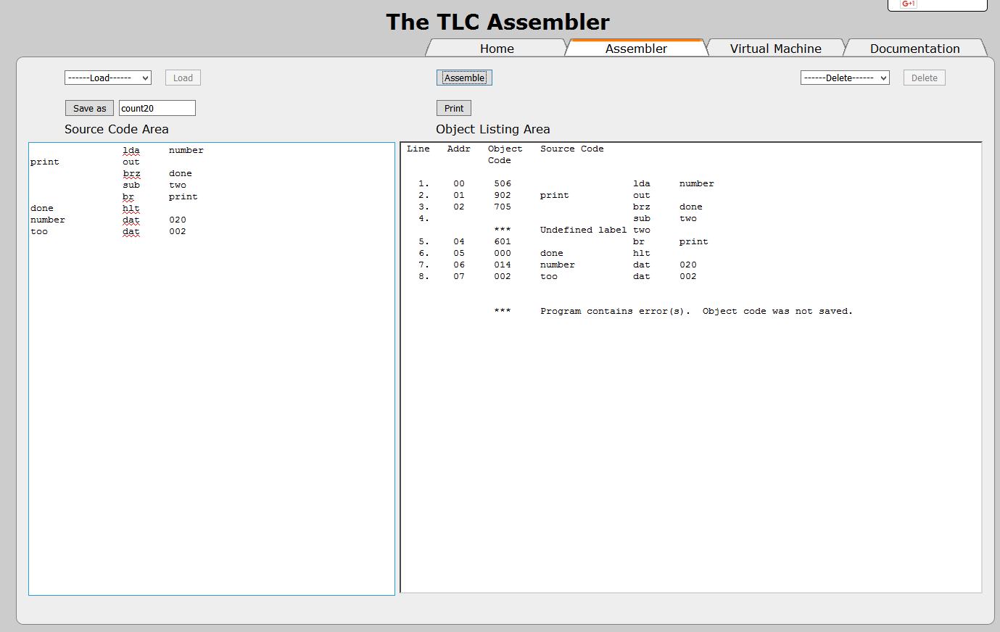 G+1
The TLC Assembler
Home Assembler Virtual Machine Documentation
------Load------ Load Assemble ------Delete------ Delete
Save as count20 Print
Source Code Area Object Listing Area
lda number
print out
brz done
sub two
br print
done hlt
number dat 020
too dat 002
Line Addr Object Source Code
Code
1. 00 506 lda number
2. 01 902 print out
3. 02 705 brz done
4. sub two
*** Undefined label two
5. 04 601 br print
6. 05 000 done hlt
7. 06 014 number dat 020
8. 07 002 too dat 002
*** Program contains error(s). Object code was not saved.